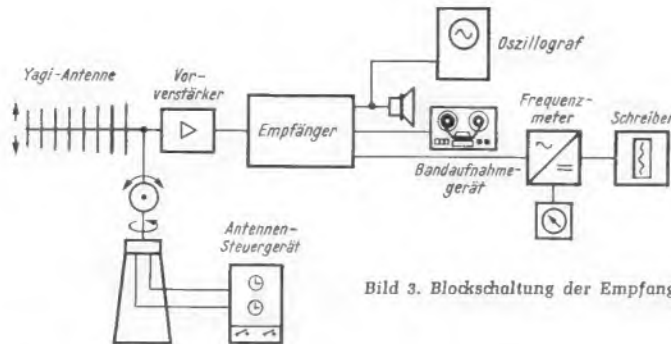 Oszillograf
Yagi-Antenne
Vor-
verstärker
Empfänger
Frequenz-
meter
Schreiber
Bandaufnahme-
gerät
Antennen-
Steuergerät
Bild 3. Blockschaltung der Empfang